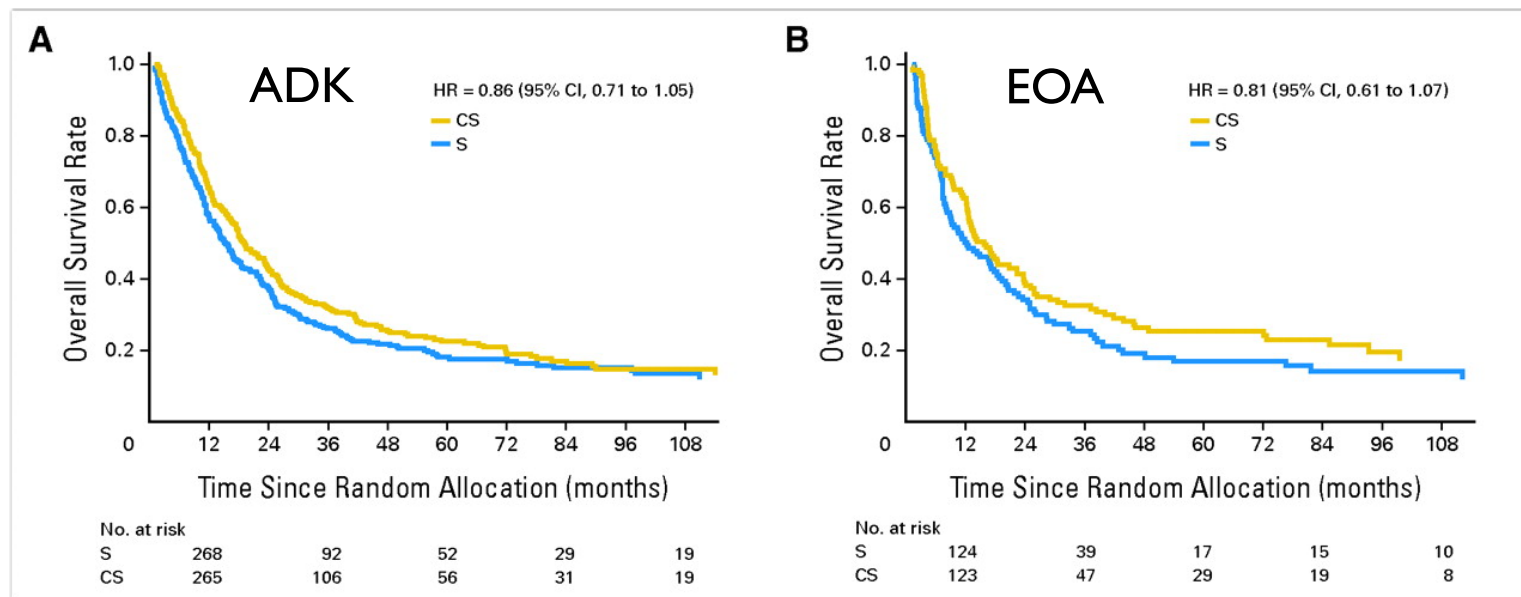 A
ADK
HR = 0.86 (95% CI, 0.71 to 1.05)
CS
S
Overall Survival Rate
1.0
0.8
0.6
0.4
0.2
0 12 24 36 48 60 72 84 96 108
Time Since Random Allocation (months)
No. at risk
S 268 92 52 29 19
CS 265 106 56 31 19
B
EOA
HR = 0.81 (95% CI, 0.61 to 1.07)
CS
S
Overall Survival Rate
1.0
0.8
0.6
0.4
0.2
0 12 24 36 48 60 72 84 96 108
Time Since Random Allocation (months)
No. at risk
S 124 39 17 15 10
CS 123 47 29 19 8